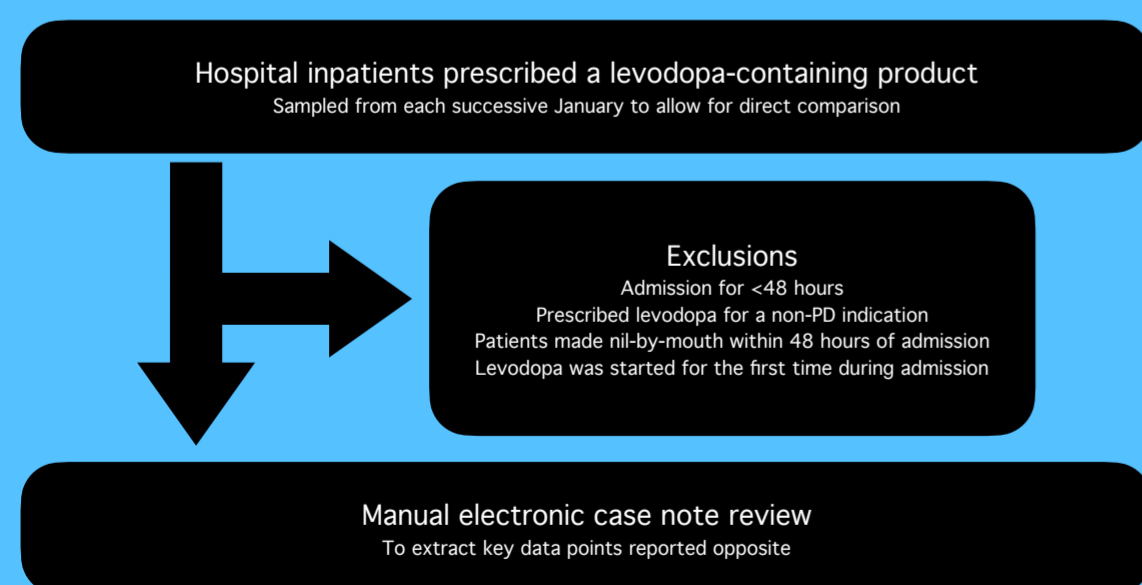 Hospital inpatients prescribed a levodopa-containing product
Sampled from each successive January to allow for direct comparison
Exclusions
Admission for <48 hours
Prescribed levodopa for a non-PD indication
Patients made nil-by-mouth within 48 hours of admission
Levodopa was started for the first time during admission
Manual electronic case note review
To extract key data points reported opposite